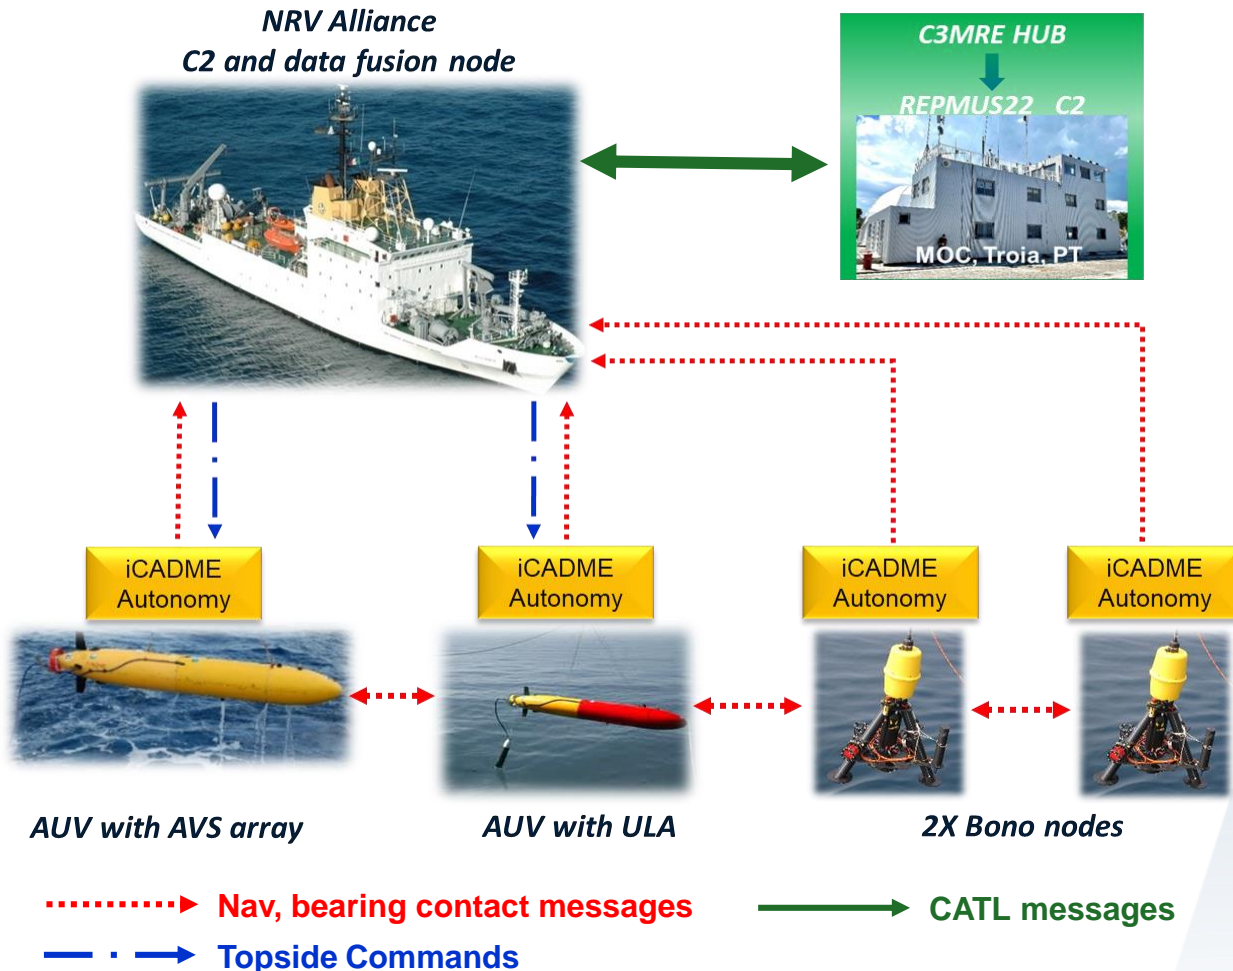 NRV Alliance
C2 and data fusion node
C3MRE HUB
REPMUS22 C2
MOC, Troia, PT
iCADME
Autonomy
iCADME
Autonomy
iCADME
Autonomy
iCADME
Autonomy
AUV with AVS array
AUV with ULA
2X Bono nodes
Nav, bearing contact messages
CATL messages
Topside Commands